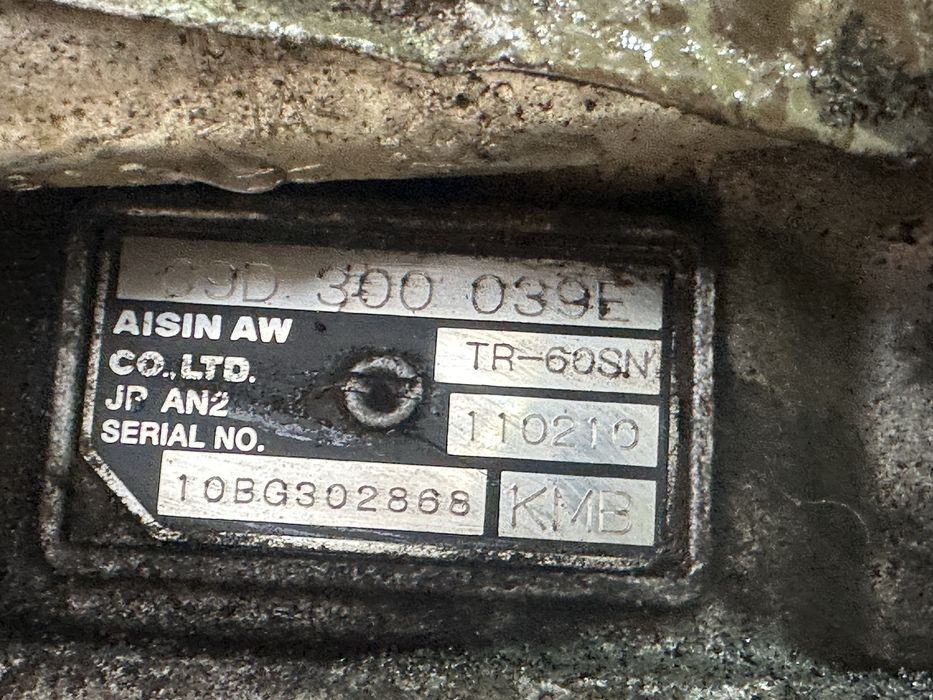 09D 300 039E
AISIN AW
CO.,LTD.
TR-60SN
JP AN2
110210
SERIAL NO.
10BG302868
KMB